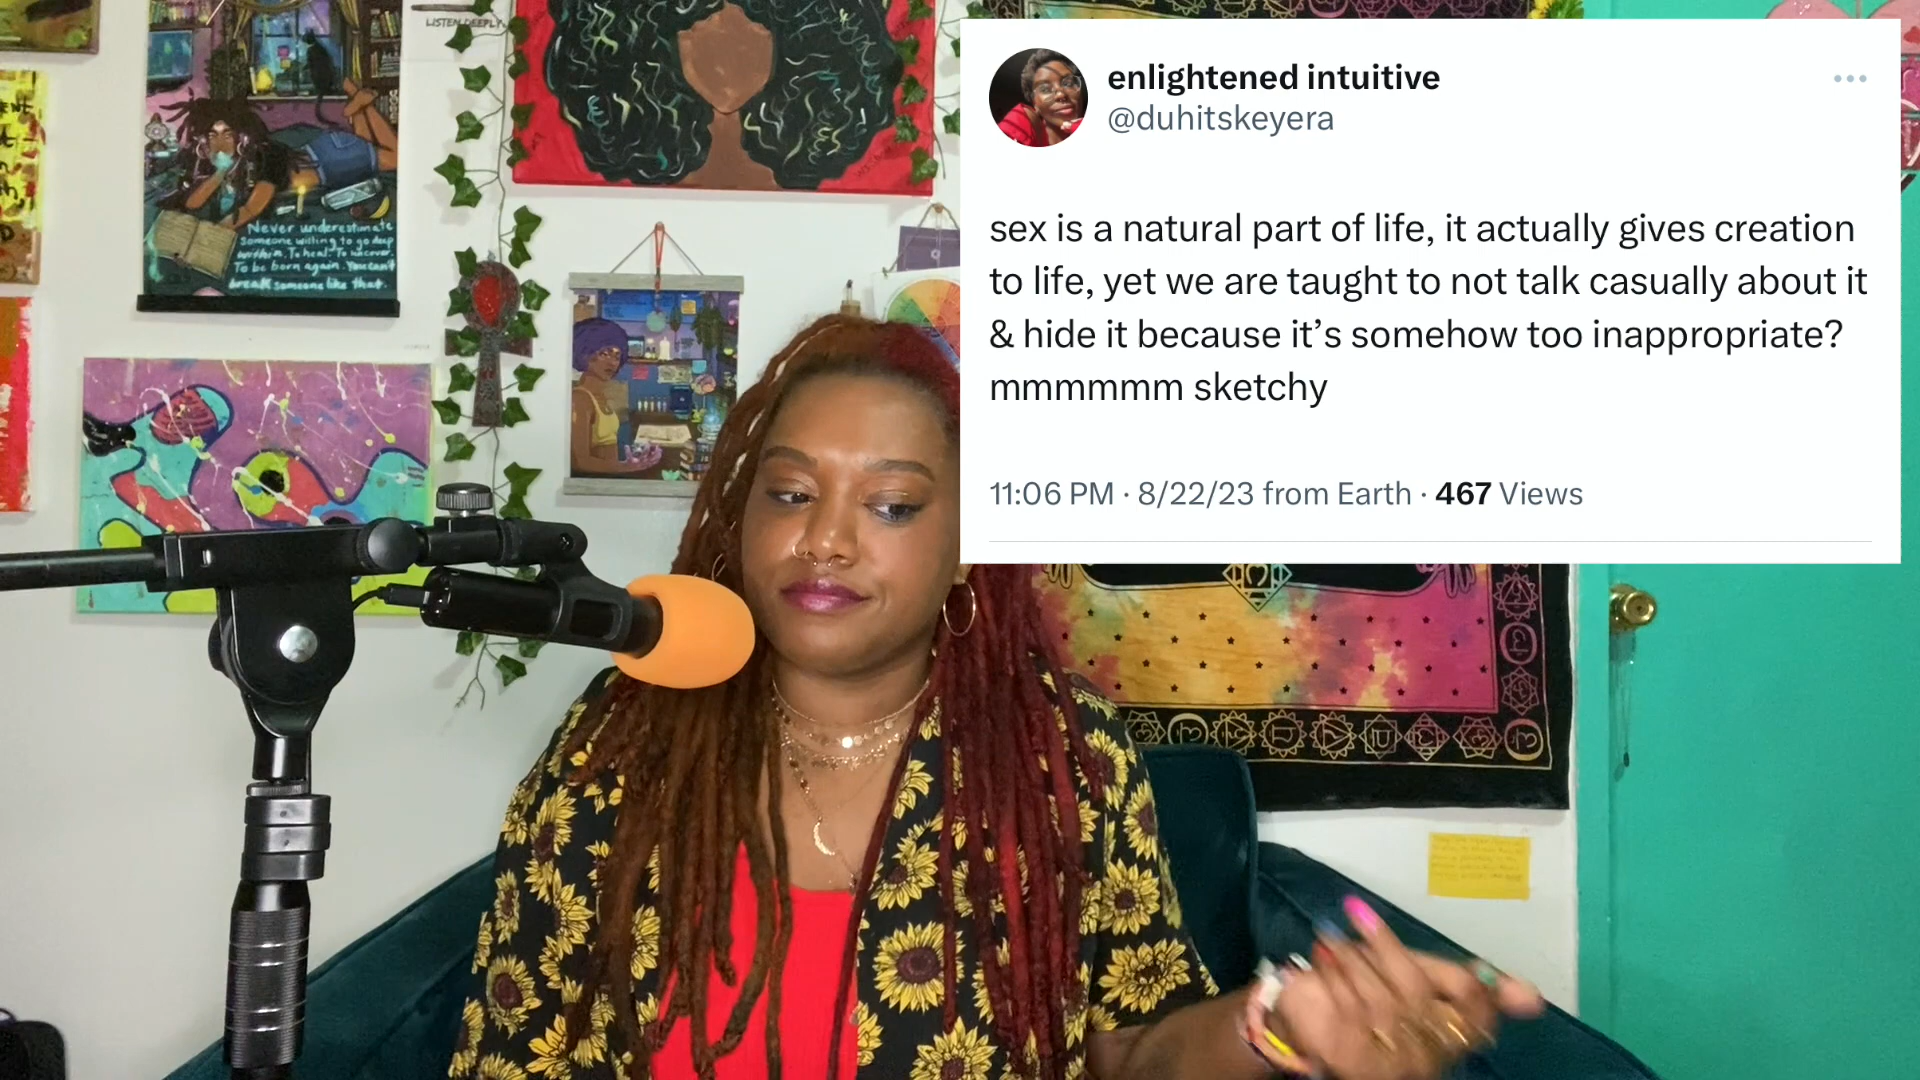 LISTEN DEEPLY.
Never underestimate
someone willing to go deep
within. To heal. To uncover.
To be born again. You can't
break someone like that.
enlightened intuitive
@duhitskeyera
sex is a natural part of life, it actually gives creation
to life, yet we are taught to not talk casually about it
& hide it because it’s somehow too inappropriate?
mmmmmm sketchy
11:06 PM · 8/22/23 from Earth · 467 Views